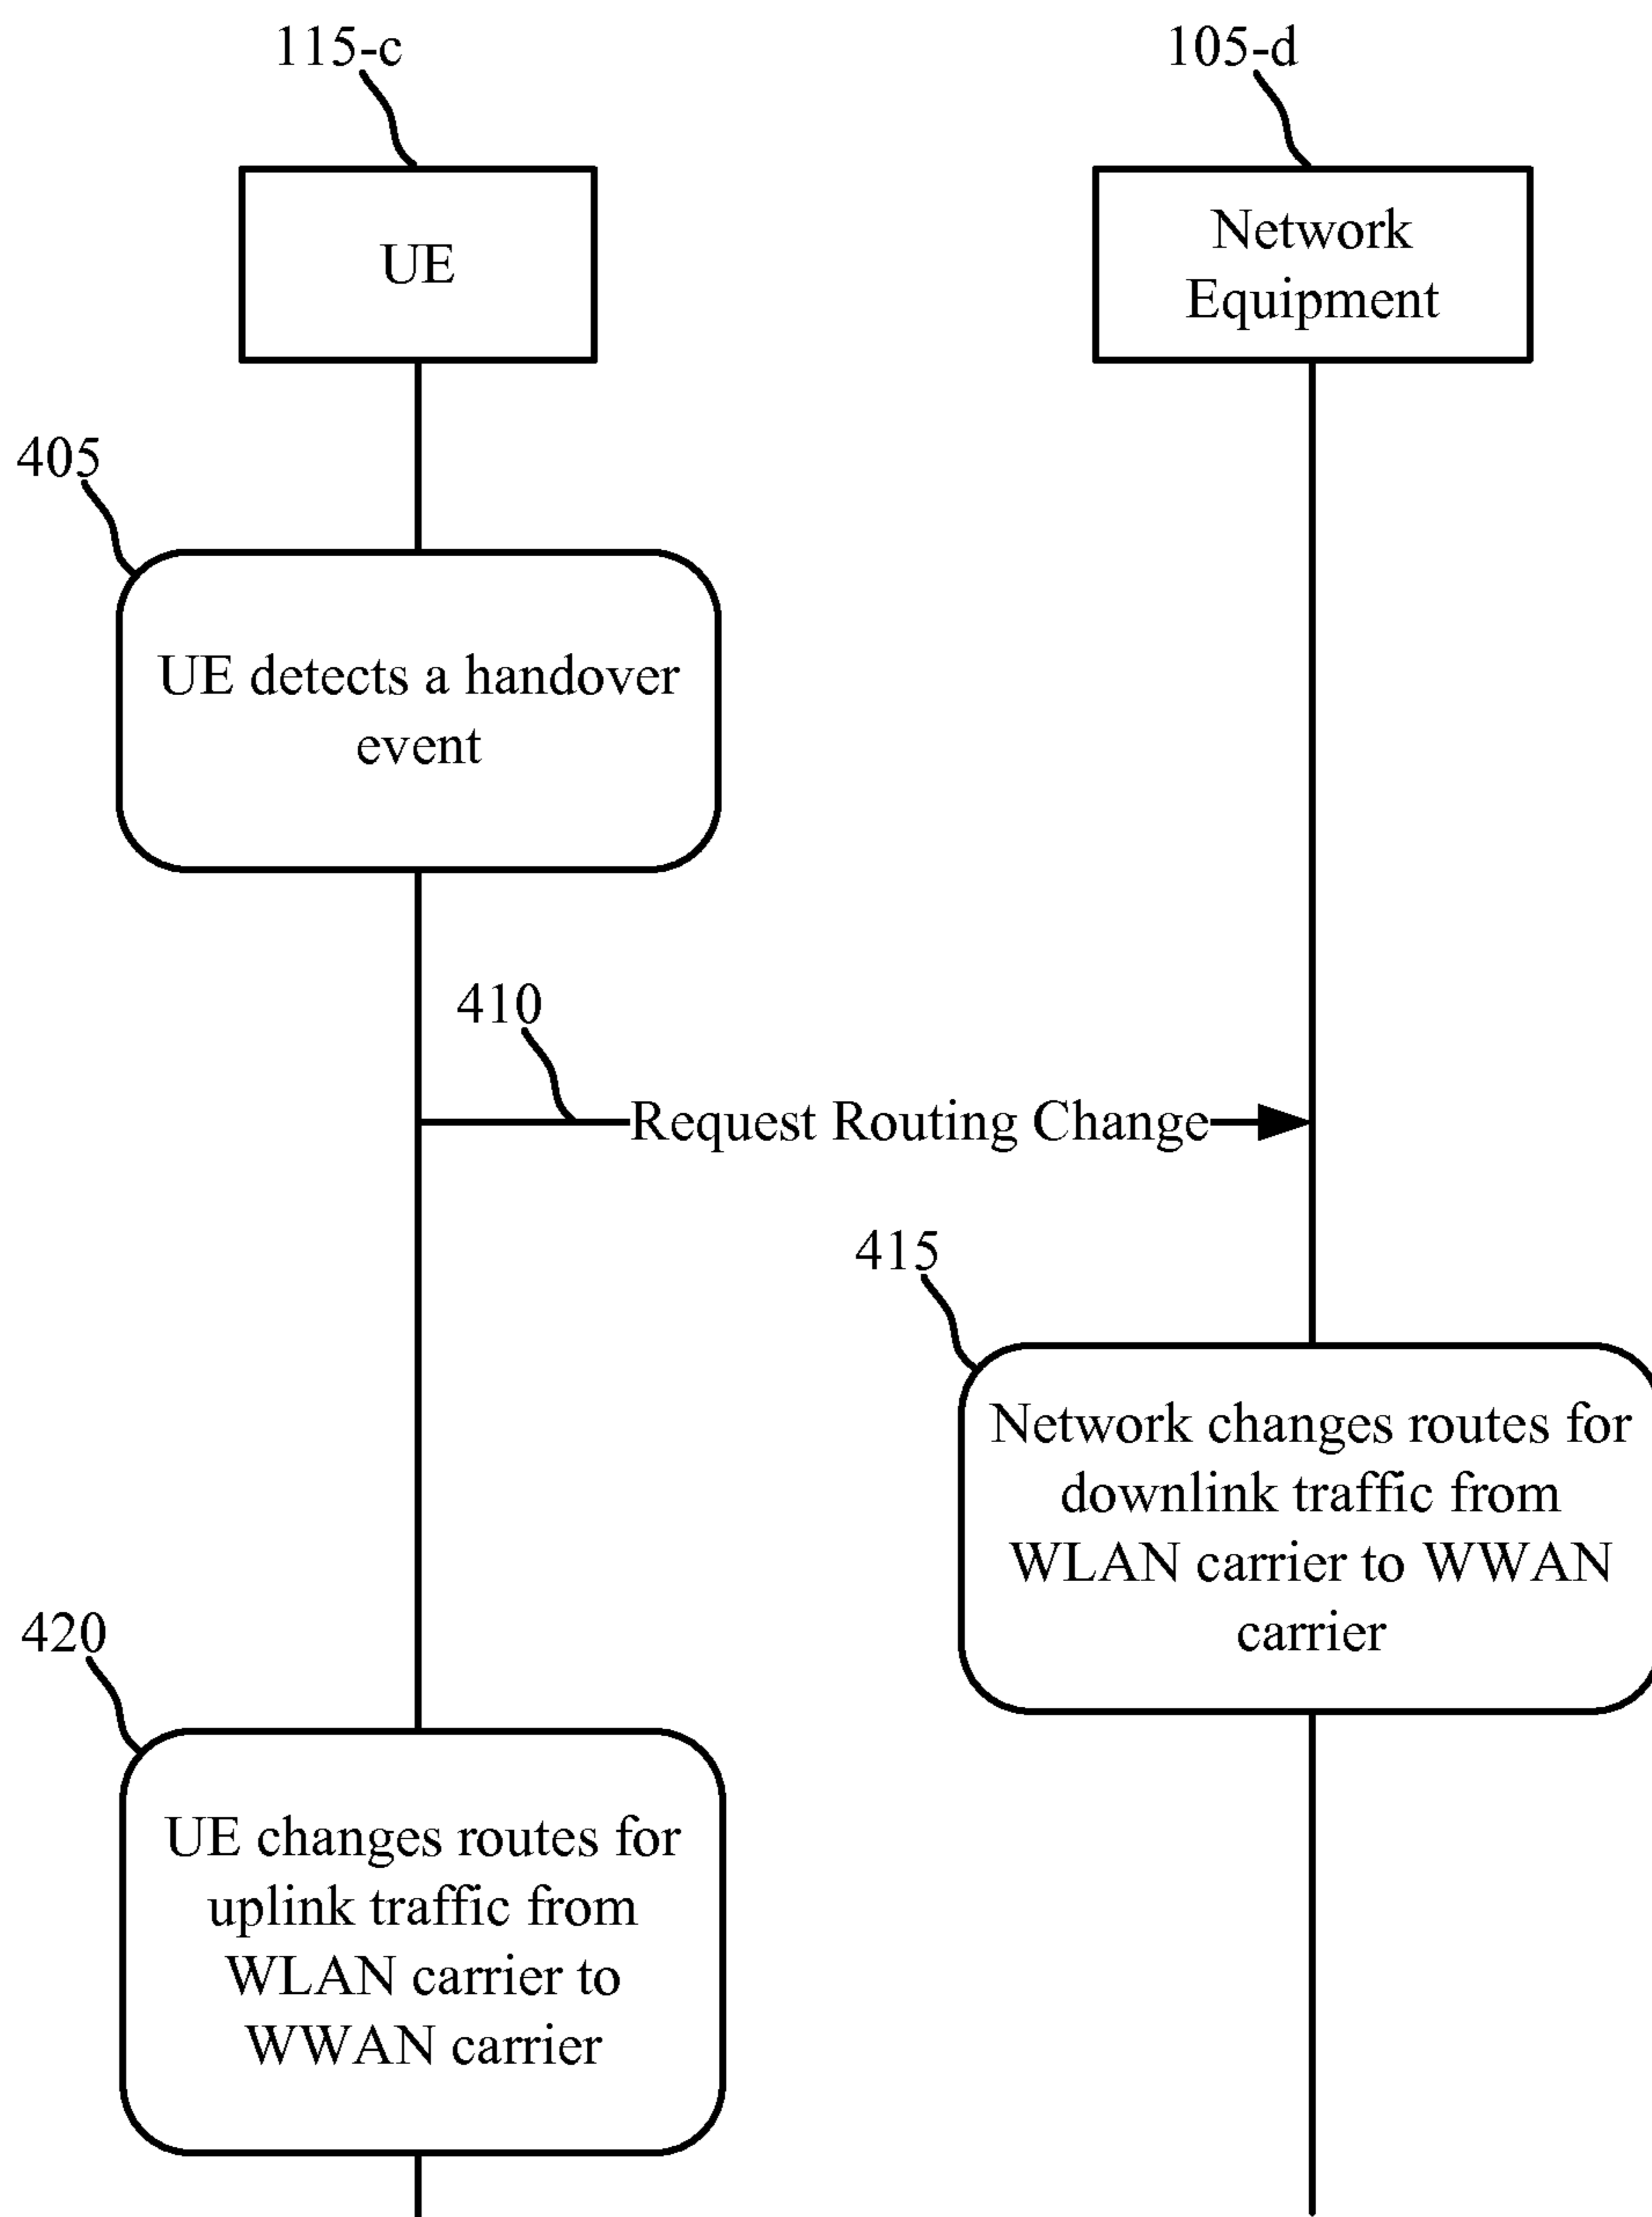 115-c
105-d
UE
Network
Equipment
405
UE detects a handover
event
410
Request Routing Change
415
Network changes routes for
downlink traffic from
WLAN carrier to WWAN
carrier
420
UE changes routes for
uplink traffic from
WLAN carrier to
WWAN carrier